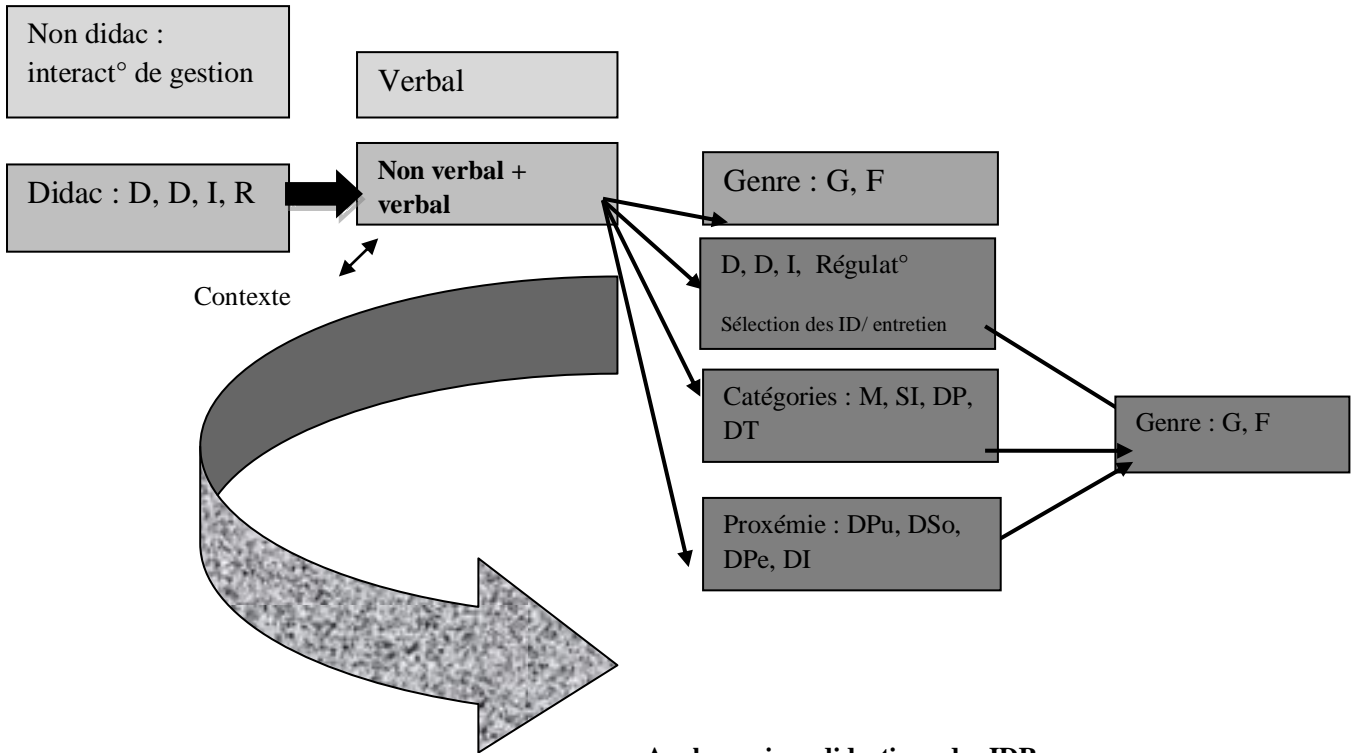 Non didac :
interact° de gestion
Verbal
Didac : D, D, I, R
Non verbal +
verbal
Contexte
Genre : G, F
D, D, I, Régulat°
Sélection des ID/ entretien
Catégories : M, SI, DP,
DT
Proxémie : DPu, DSo,
DPe, DI
Genre : G, F